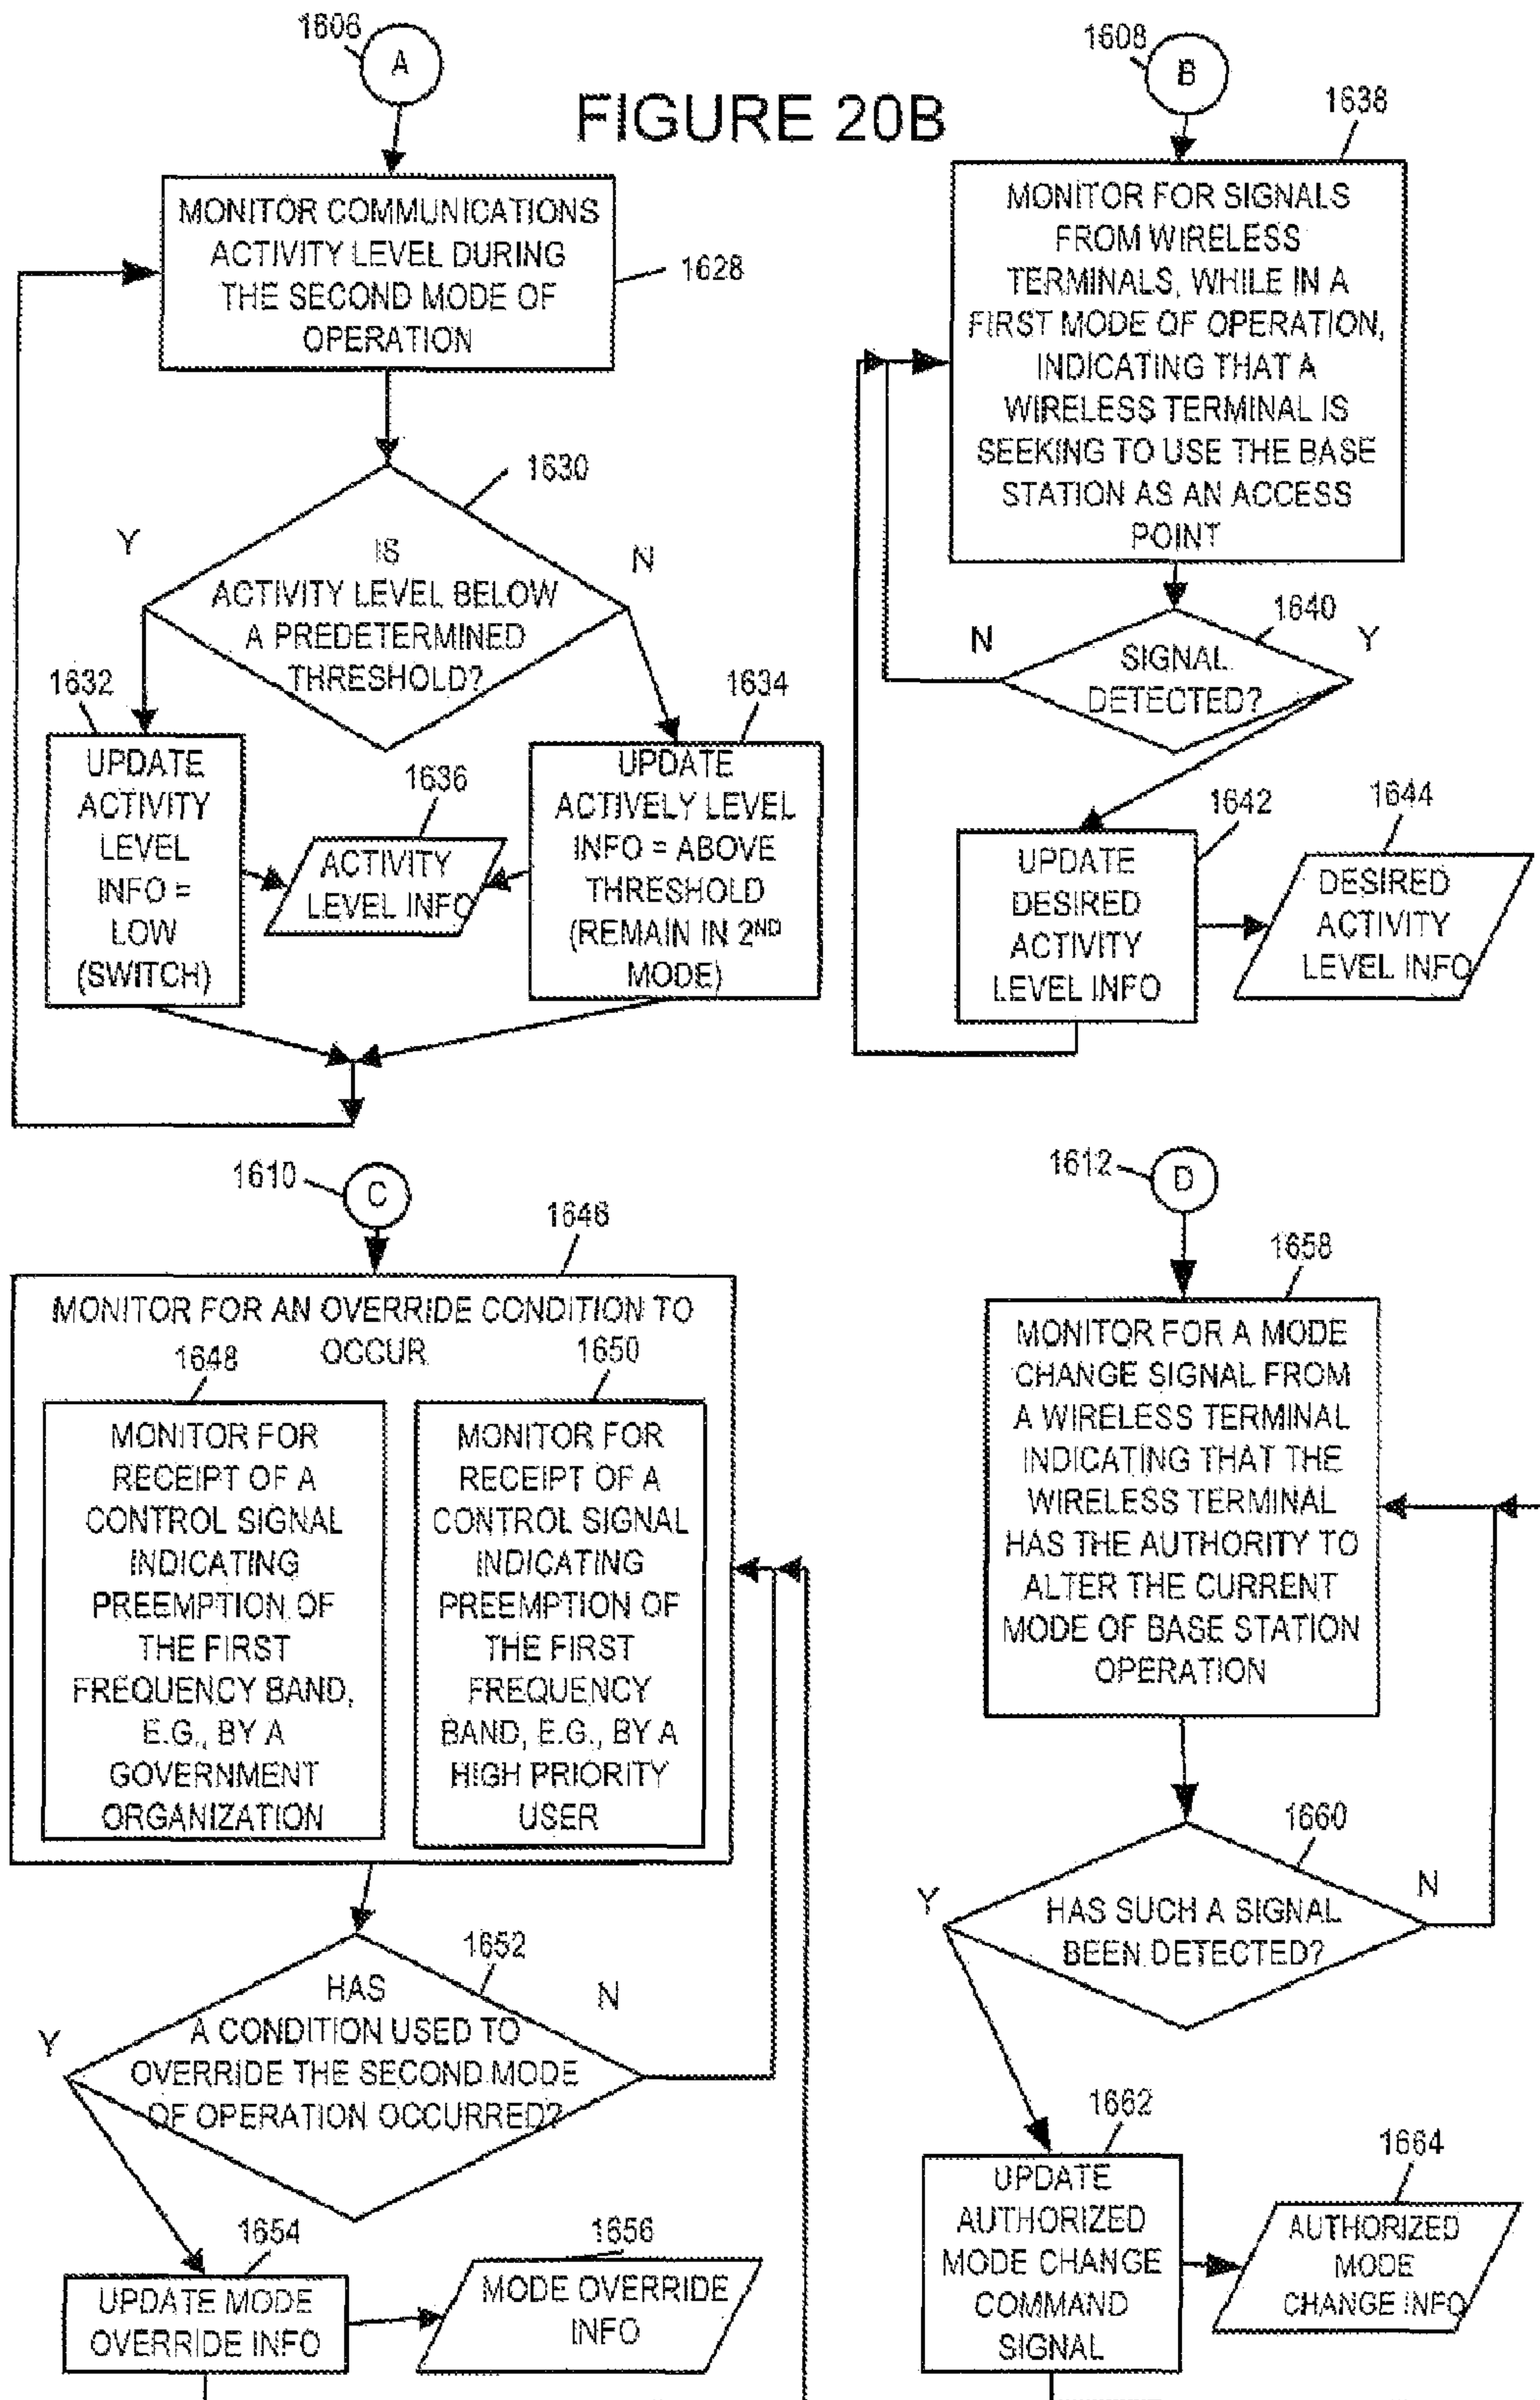 1606
A
FIGURE 20B
MONITOR COMMUNICATIONS
ACTIVITY LEVEL DURING
THE SECOND MODE OF
OPERATION
1628
1630
Y
N
IS
ACTIVITY LEVEL BELOW
A PREDETERMINED
THRESHOLD?
1632
UPDATE
ACTIVITY
LEVEL
INFO =
LOW
(SWITCH)
1636
ACTIVITY
LEVEL INFO
1634
UPDATE
ACTIVELY LEVEL
INFO = ABOVE
THRESHOLD
(REMAIN IN 2ND
MODE)
1608
B
1638
MONITOR FOR SIGNALS
FROM WIRELESS
TERMINALS, WHILE IN A
FIRST MODE OF OPERATION,
INDICATING THAT A
WIRELESS TERMINAL IS
SEEKING TO USE THE BASE
STATION AS AN ACCESS
POINT
1640
N
Y
SIGNAL
DETECTED?
1642
UPDATE
DESIRED
ACTIVITY
LEVEL INFO
1644
DESIRED
ACTIVITY
LEVEL INFO
1610
C
1646
MONITOR FOR AN OVERRIDE CONDITION TO
OCCUR
1648
MONITOR FOR
RECEIPT OF A
CONTROL SIGNAL
INDICATING
PREEMPTION OF
THE FIRST
FREQUENCY BAND,
E.G., BY A
GOVERNMENT
ORGANIZATION
1650
MONITOR FOR
RECEIPT OF A
CONTROL SIGNAL
INDICATING
PREEMPTION OF
THE FIRST
FREQUENCY
BAND, E.G., BY A
HIGH PRIORITY
USER
1652
Y
N
HAS
A CONDITION USED TO
OVERRIDE THE SECOND MODE
OF OPERATION OCCURRED?
1654
UPDATE MODE
OVERRIDE INFO
1656
MODE OVERRIDE
INFO
1612
D
1658
MONITOR FOR A MODE
CHANGE SIGNAL FROM
A WIRELESS TERMINAL
INDICATING THAT THE
WIRELESS TERMINAL
HAS THE AUTHORITY TO
ALTER THE CURRENT
MODE OF BASE STATION
OPERATION
1660
Y
N
HAS SUCH A SIGNAL
BEEN DETECTED?
1662
UPDATE
AUTHORIZED
MODE CHANGE
COMMAND
SIGNAL
1664
AUTHORIZED
MODE
CHANGE INFO